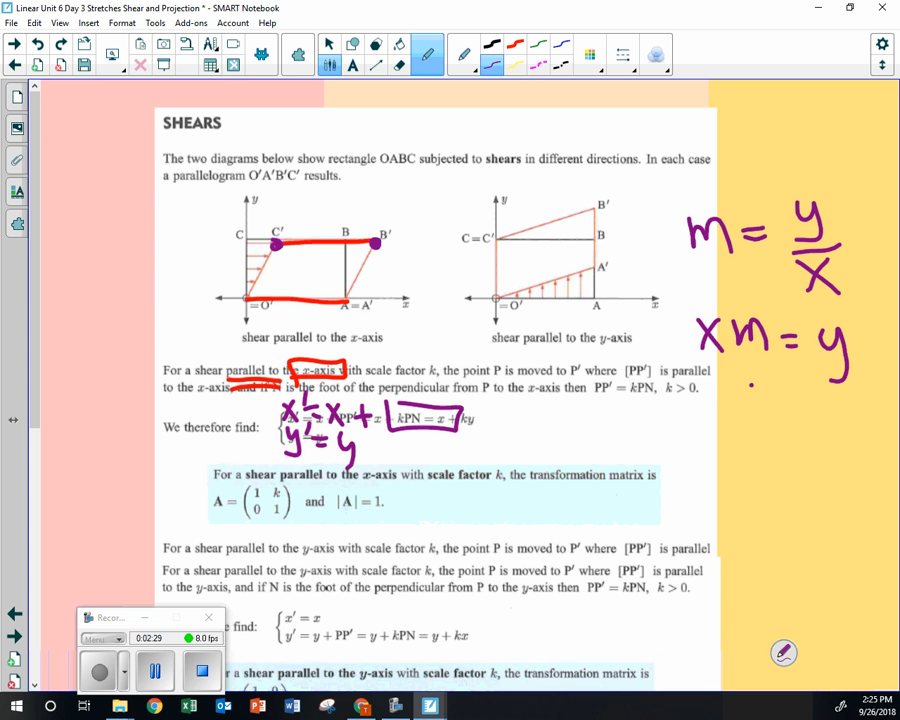 Linear Unit 6 Day 3 Stretches Shear and Projection * - SMART Notebook
File Edit View Insert Format Tools Add-ons Account Help
SHEARS
The two diagrams below show rectangle OABC subjected to shears in different directions. In each case
a parallelogram O′A′B′C′ results.
y
C C′ B B′
=O′ A=A′ x
shear parallel to the x-axis
y
B′
C=C′ B
A′
=O′ A x
shear parallel to the y-axis
m = y/x
xm = y
For a shear parallel to the x-axis with scale factor k, the point P is moved to P′ where [PP′] is parallel
to the x-axis, and if N is the foot of the perpendicular from P to the x-axis then PP′ = kPN, k > 0.
x′ = x +
y′ = y
We therefore find: PP′ = x + kPN = x + ky
For a shear parallel to the x-axis with scale factor k, the transformation matrix is
A = (1 k
0 1) and |A| = 1.
For a shear parallel to the y-axis with scale factor k, the point P is moved to P′ where [PP′] is parallel
For a shear parallel to the y-axis with scale factor k, the point P is moved to P′ where [PP′] is parallel
to the y-axis, and if N is the foot of the perpendicular from P to the y-axis then PP′ = kPN, k > 0.
e find: x′ = x
y′ = y + PP′ = y + kPN = y + kx
r a shear parallel to the y-axis with scale factor k, the transformation matrix is
Recor...
Menu
0:02:29 8.0 fps
2:25 PM
9/26/2018